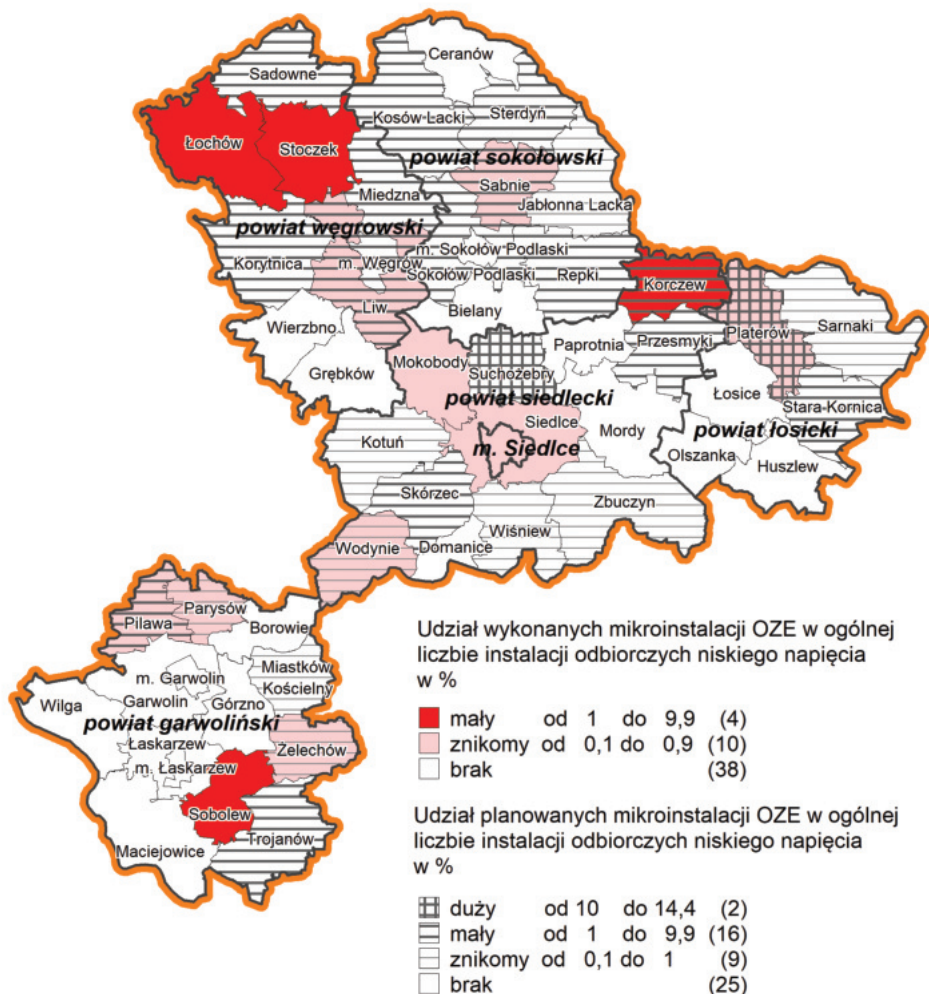 Ceranów
Sadowne
Kosów Lacki
Sterdyń
Łochów
Stoczek
powiat sokołowski
Sabnie
Miedzna
Jabłonna Lacka
powiat węgrowski
m. Sokołów Podlaski
Korytnica
m. Węgrów
Sokołów Podlaski
Repki
Korczew
Liw
Bielany
Wierzbno
Platerów
Sarnaki
Paprotnia
Przesmyki
Mokobody
Suchożebry
Grębków
powiat siedlecki
Łosice
Stara Kornica
Siedlce
Mordy
powiat łosicki
Kotuń
m. Siedlce
Olszanka
Huszlew
Skórzec
Zbuczyn
Wiśniew
Wodynie
Domanice
Parysów
Pilawa
Borowie
Miastków
Kościelny
m. Garwolin
Wilga
Garwolin
Górzno
powiat garwoliński
Łaskarzew
Żelechów
m. Łaskarzew
Sobolew
Trojanów
Maciejowice
Udział wykonanych mikroinstalacji OZE w ogólnej
liczbie instalacji odbiorczych niskiego napięcia
w %
mały od 1 do 9,9 (4)
znikomy od 0,1 do 0,9 (10)
brak (38)
Udział planowanych mikroinstalacji OZE w ogólnej
liczbie instalacji odbiorczych niskiego napięcia
w %
duży od 10 do 14,4 (2)
mały od 1 do 9,9 (16)
znikomy od 0,1 do 1 (9)
brak (25)